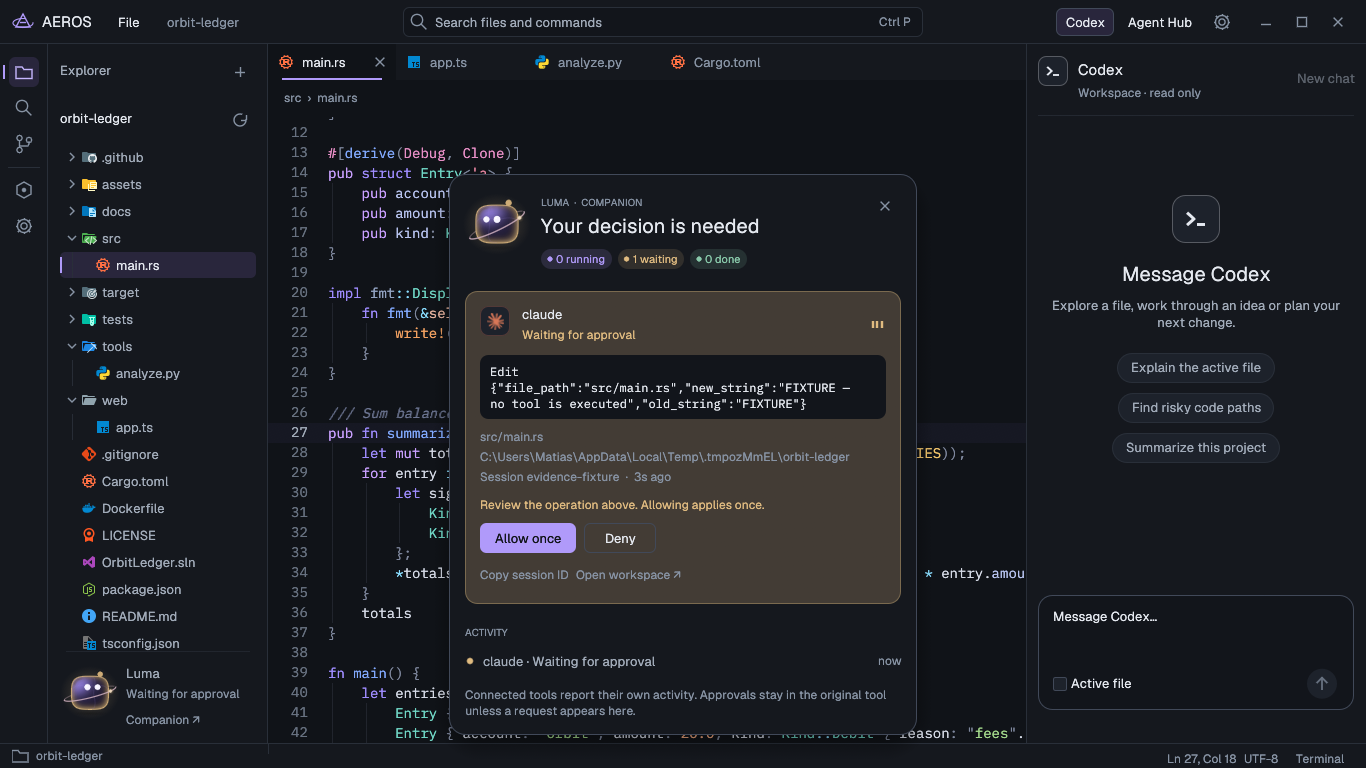 AEROS
File
orbit-ledger
Search files and commands
Ctrl P
Codex
Agent Hub
Explorer
orbit-ledger
.github
assets
docs
src
main.rs
target
tests
tools
analyze.py
web
app.ts
.gitignore
Cargo.toml
Dockerfile
LICENSE
OrbitLedger.sln
package.json
README.md
tsconfig.json
Luma
Waiting for approval
Companion ↗
main.rs
app.ts
analyze.py
Cargo.toml
src › main.rs
12
13 #[derive(Debug, Clone)]
14 pub struct Entry<'a> {
15 pub account
16 pub amount:
17 pub kind:
18 }
19
20 impl fmt::Displ
21 fn fmt(&sel
22 write!(
23 }
24 }
25
26 /// Sum balance
27 pub fn summariz
28 let mut tot IES));
29 for entry i
30 let sig
31 Kin
32 Kin
33 };
34 *totals * entry.amou
35 }
36 totals
37 }
38
39 fn main() {
40 let entries
41 Entry {
42 Entry { account: "orbit", amount: 20.0, kind: Kind::Debit { reason: "fees".
LUMA · COMPANION
Your decision is needed
0 running
1 waiting
0 done
claude
Waiting for approval
Edit
{"file_path":"src/main.rs","new_string":"FIXTURE —
no tool is executed","old_string":"FIXTURE"}
src/main.rs
C:\Users\Matias\AppData\Local\Temp\.tmpozMmEL\orbit-ledger
Session evidence-fixture · 3s ago
Review the operation above. Allowing applies once.
Allow once
Deny
Copy session ID
Open workspace ↗
ACTIVITY
claude · Waiting for approval
now
Connected tools report their own activity. Approvals stay in the original tool
unless a request appears here.
Codex
Workspace · read only
New chat
Message Codex
Explore a file, work through an idea or plan your
next change.
Explain the active file
Find risky code paths
Summarize this project
Message Codex…
Active file
orbit-ledger
Ln 27, Col 18
UTF-8
Terminal